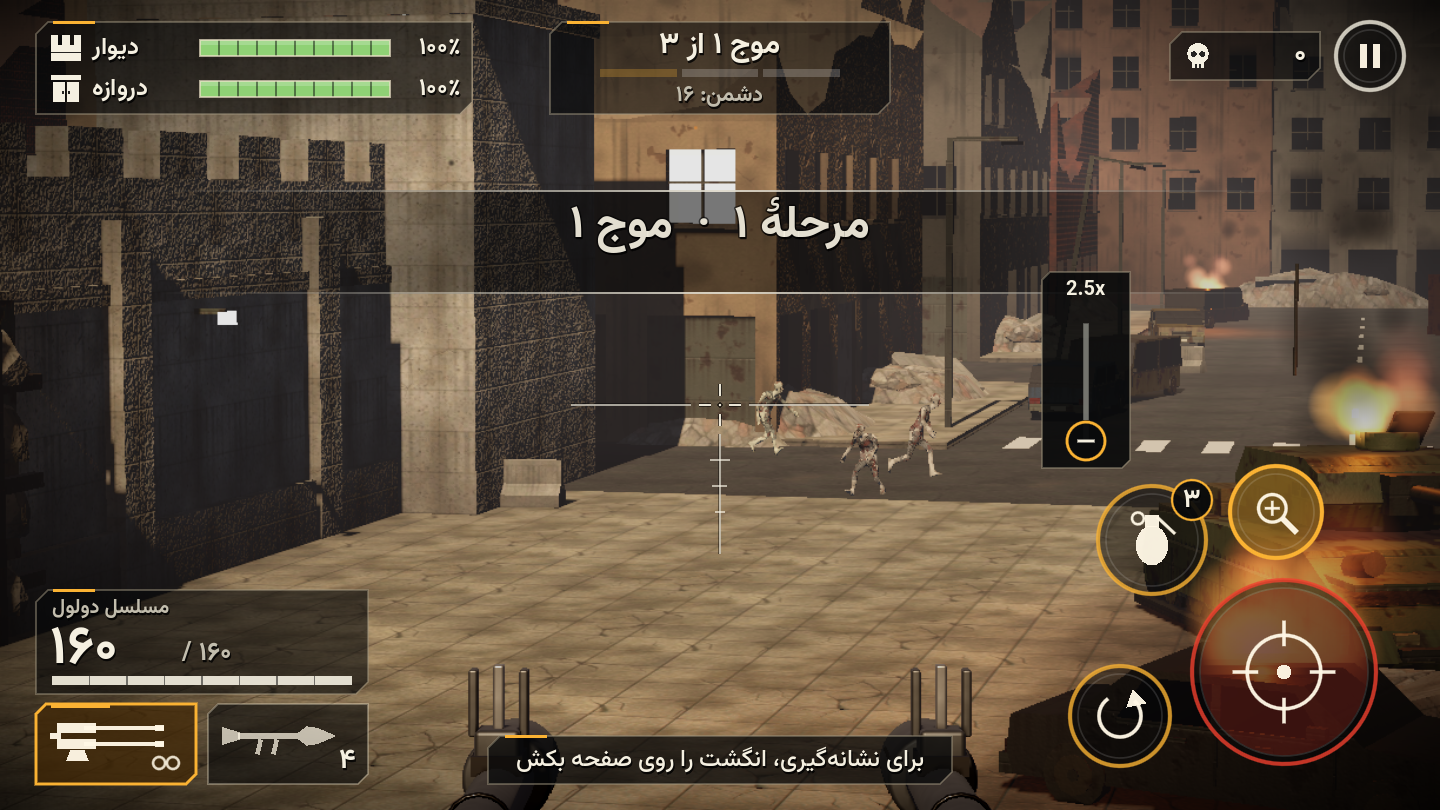 دیوار ۱۰۰٪
دروازه ۱۰۰٪
موج ۱ از ۳
دشمن: ۱۶
۰
مرحلهٔ ۱ · موج ۱
2.5x
۳
مسلسل دولول
۱۶۰ / ۱۶۰
∞
۴
برای نشانه‌گیری، انگشت را روی صفحه بکش